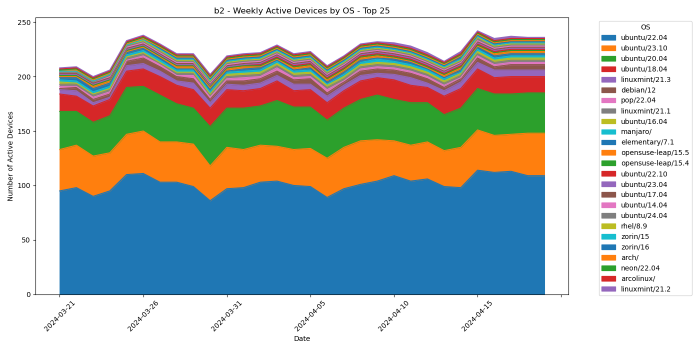 b2 - Weekly Active Devices by OS - Top 25
Number of Active Devices
250
200
150
100
50
0
2024-03-21
2024-03-26
2024-03-31
2024-04-05
2024-04-10
2024-04-15
Date
OS
ubuntu/22.04
ubuntu/23.10
ubuntu/20.04
ubuntu/18.04
linuxmint/21.3
debian/12
pop/22.04
linuxmint/21.1
ubuntu/16.04
manjaro/
elementary/7.1
opensuse-leap/15.5
opensuse-leap/15.4
ubuntu/22.10
ubuntu/23.04
ubuntu/17.04
ubuntu/14.04
ubuntu/24.04
rhel/8.9
zorin/15
zorin/16
arch/
neon/22.04
arcolinux/
linuxmint/21.2